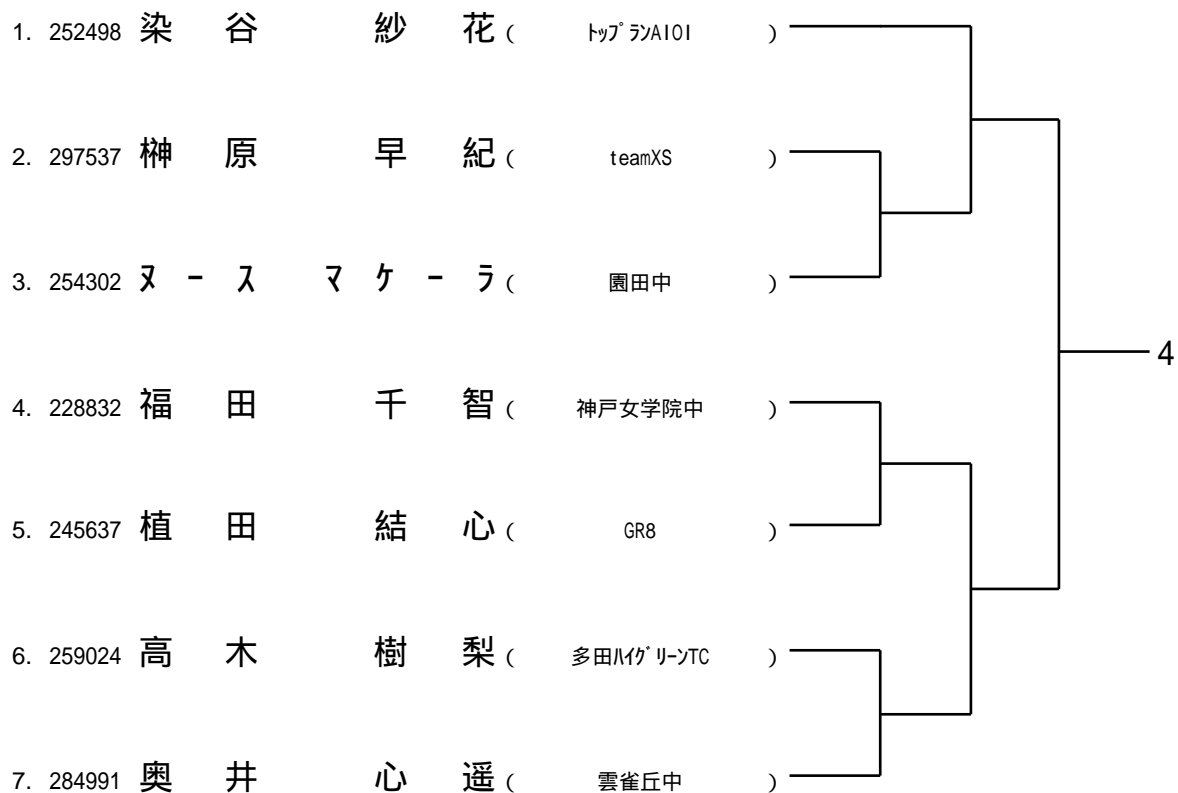 1. 252498 染 谷 紗 花 ( ﾄｯﾌﾟﾗﾝAIOI )
2. 297537 榊 原 早 紀 ( teamXS )
3. 254302 ヌ ー ス マ ケ ー ラ ( 園田中 )
4
4. 228832 福 田 千 智 ( 神戸女学院中 )
5. 245637 植 田 結 心 ( GR8 )
6. 259024 高 木 樹 梨 ( 多田ﾊｲｸﾞﾘｰﾝTC )
7. 284991 奥 井 心 遥 ( 雲雀丘中 )